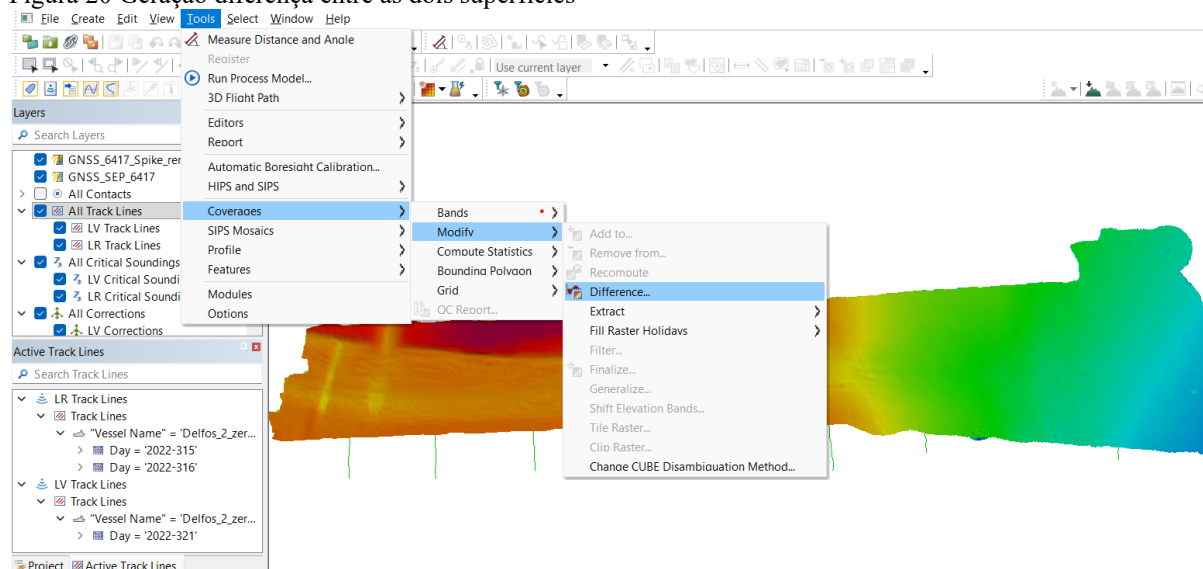 Figura 20 Geração diferença entre as dois superfícies
File Create Edit View Tools Select Window Help
Measure Distance and Angle
Register
Run Process Model...
3D Flight Path
Editors
Report
Automatic Boresight Calibration...
HIPS and SIPS
Coverages
SIPS Mosaics
Profile
Features
Modules
Options
Use current layer
Bands
Modify
Compute Statistics
Bounding Polygon
Grid
QC Report...
Add to...
Remove from...
Recompute
Difference...
Extract
Fill Raster Holidays
Filter...
Finalize...
Generalize...
Shift Elevation Bands...
Tile Raster...
Clip Raster...
Change CUBE Disambiguation Method...
Layers
Search Layers
GNSS_6417_Spike_rer
GNSS_SEP_6417
All Contacts
All Track Lines
LV Track Lines
LR Track Lines
All Critical Soundings
LV Critical Soundi
LR Critical Soundi
All Corrections
LV Corrections
Active Track Lines
Search Track Lines
LR Track Lines
Track Lines
"Vessel Name" = 'Delfos_2_zer...
Day = '2022-315'
Day = '2022-316'
LV Track Lines
Track Lines
"Vessel Name" = 'Delfos_2_zer...
Day = '2022-321'
Project Active Track Lines